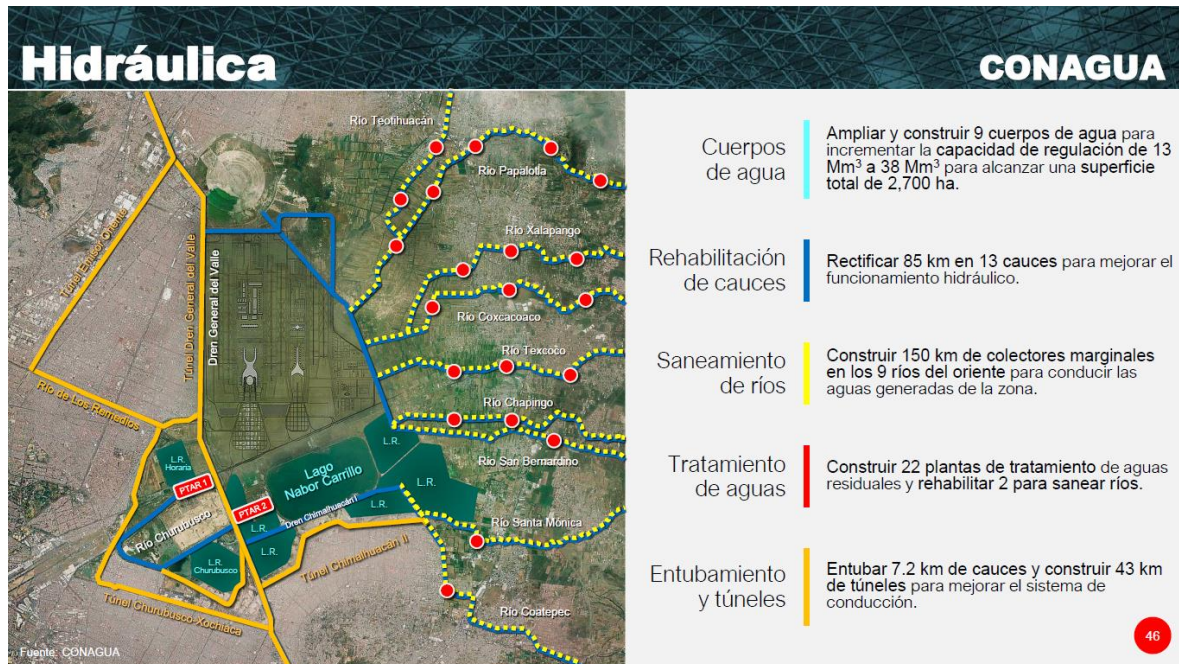 Hidráulica
CONAGUA
Río Teotihuacán
Río Papalotla
Río Xalapango
Río Coxcacoaco
Río Texcoco
Río Chapingo
Río San Bernardino
Río Santa Mónica
Río Coatepec
Túnel Emisor Oriente
Túnel Dren General del Valle
Dren General del Valle
Río de Los Remedios
L.R.
Horaria
PTAR 1
PTAR 2
Río Churubusco
L.R.
Churubusco
L.R.
L.R.
Lago
Nabor Carrillo
L.R.
L.R.
L.R.
Dren Chimalhuacán I
Túnel Chimalhuacán II
Túnel Churubusco-Xochiaca
Fuente: CONAGUA
Cuerpos
de agua
Ampliar y construir 9 cuerpos de agua para
incrementar la capacidad de regulación de 13
Mm³ a 38 Mm³ para alcanzar una superficie
total de 2,700 ha.
Rehabilitación
de cauces
Rectificar 85 km en 13 cauces para mejorar el
funcionamiento hidráulico.
Saneamiento
de ríos
Construir 150 km de colectores marginales
en los 9 ríos del oriente para conducir las
aguas generadas de la zona.
Tratamiento
de aguas
Construir 22 plantas de tratamiento de aguas
residuales y rehabilitar 2 para sanear ríos.
Entubamiento
y túneles
Entubar 7.2 km de cauces y construir 43 km
de túneles para mejorar el sistema de
conducción.
46